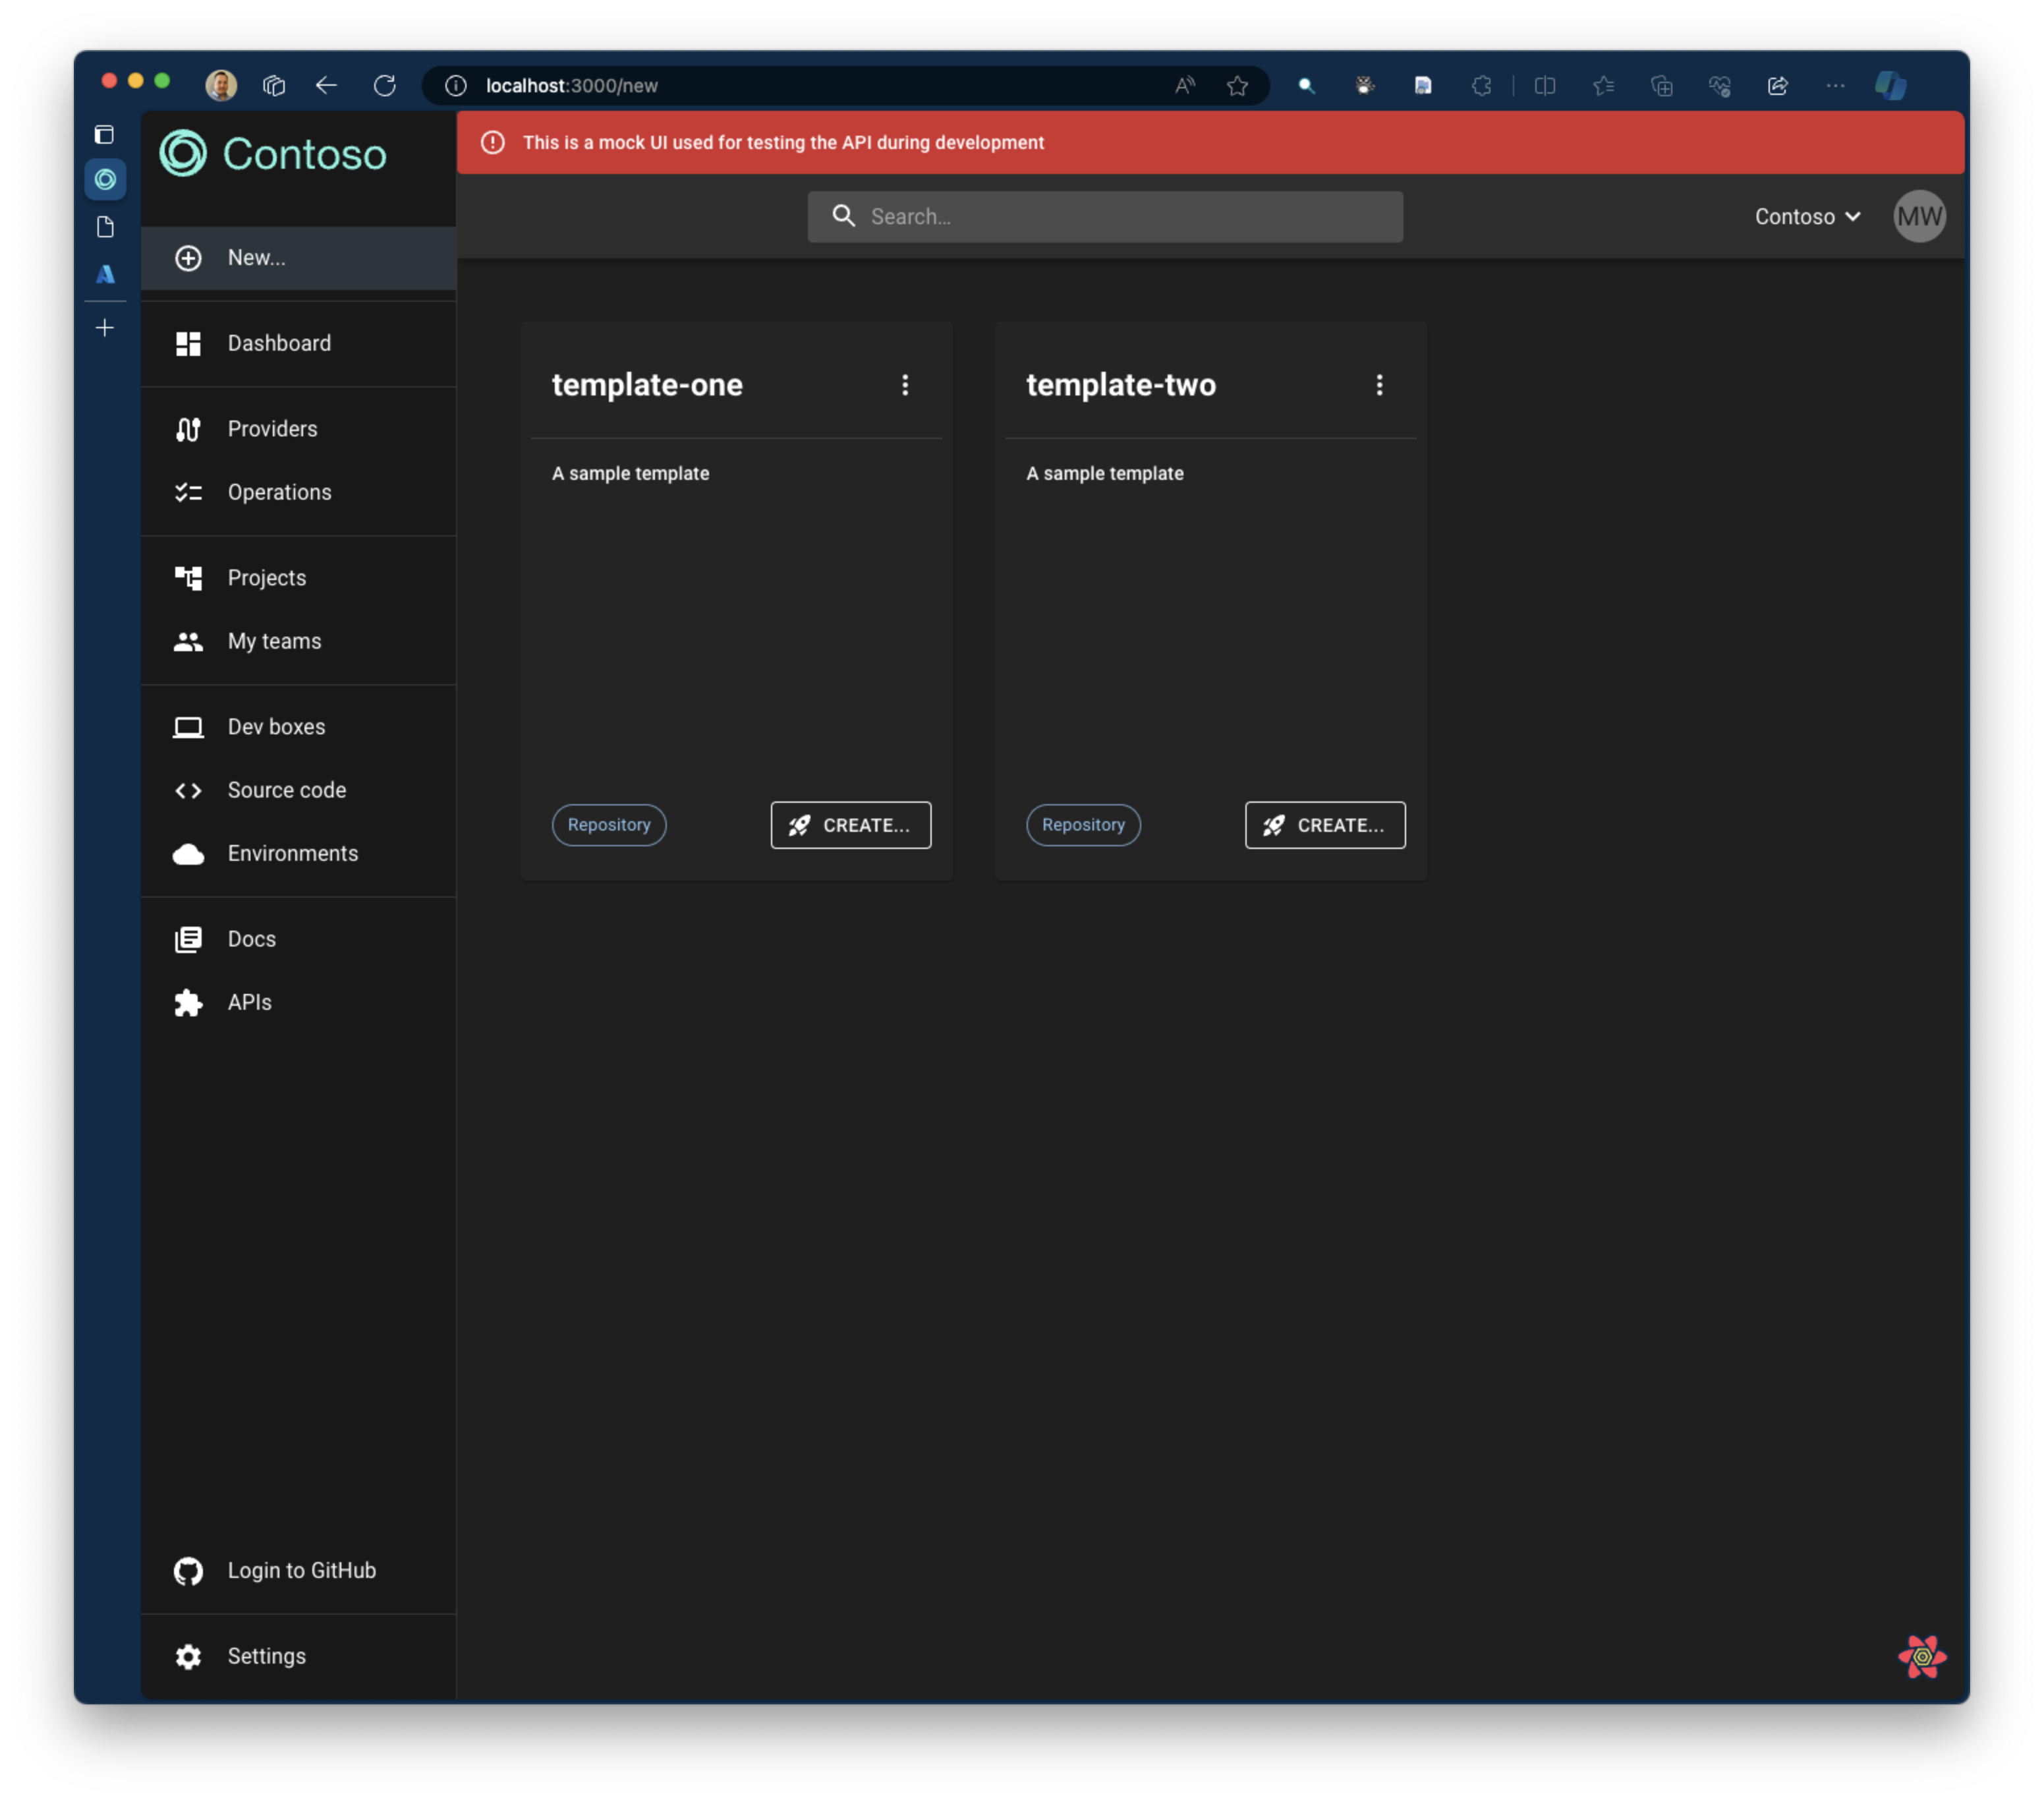 localhost:3000/new
Contoso
This is a mock UI used for testing the API during development
Search...
Contoso
MW
New...
Dashboard
Providers
Operations
Projects
My teams
Dev boxes
Source code
Environments
Docs
APIs
Login to GitHub
Settings
template-one
A sample template
Repository
CREATE...
template-two
A sample template
Repository
CREATE...